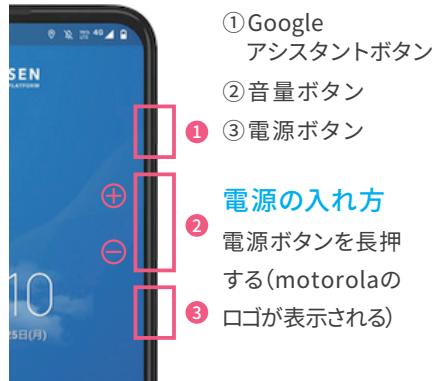 4G
SEN
PLATFORM
10
25日(月)
1
2
3
①Google
アシスタントボタン
②音量ボタン
③電源ボタン
電源の入れ方
電源ボタンを長押
する(motorolaの
ロゴが表示される)